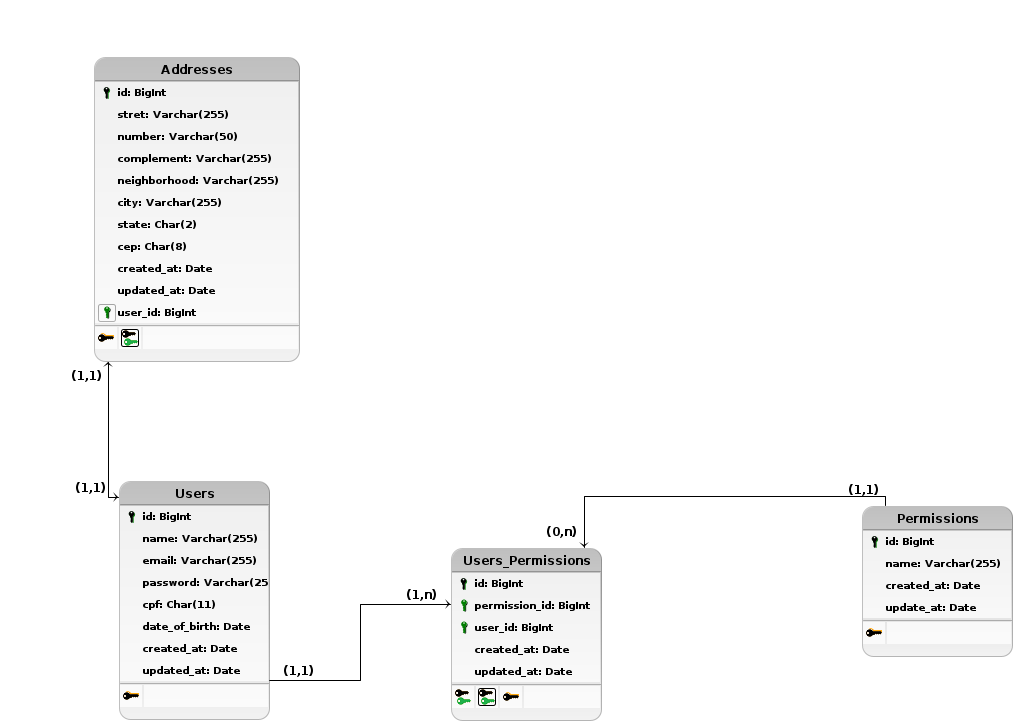 Addresses
id: BigInt
stret: Varchar(255)
number: Varchar(50)
complement: Varchar(255)
neighborhood: Varchar(255)
city: Varchar(255)
state: Char(2)
cep: Char(8)
created_at: Date
updated_at: Date
user_id: BigInt
(1,1)
(1,1)
Users
id: BigInt
name: Varchar(255)
email: Varchar(255)
password: Varchar(25
cpf: Char(11)
date_of_birth: Date
created_at: Date
updated_at: Date
(1,1)
(1,n)
(0,n)
Users_Permissions
id: BigInt
permission_id: BigInt
user_id: BigInt
created_at: Date
updated_at: Date
(1,1)
Permissions
id: BigInt
name: Varchar(255)
created_at: Date
update_at: Date